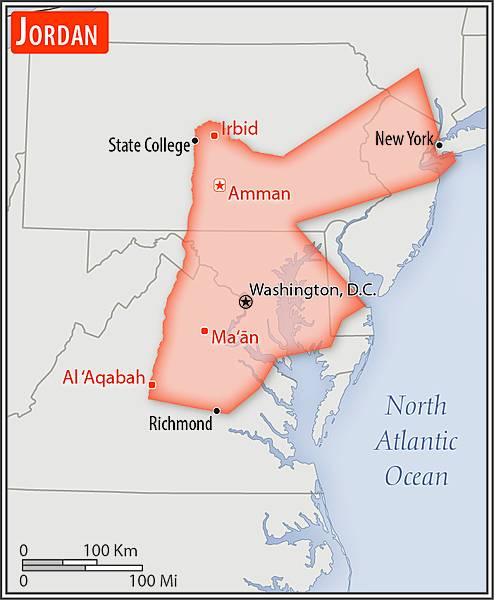 JORDAN
Irbid
State College
New York
Amman
Washington, D.C.
Ma‘ān
Al ‘Aqabah
Richmond
North
Atlantic
Ocean
0 100 Km
0 100 Mi